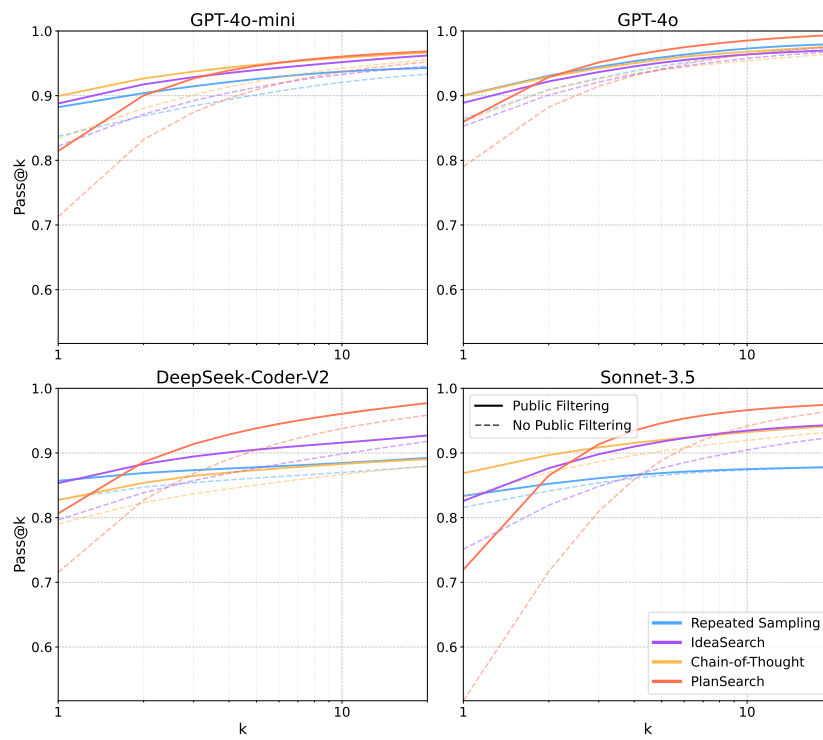 GPT-4o-mini
GPT-4o
1.0
0.9
0.8
0.7
0.6
Pass@k
1
10
1.0
0.9
0.8
0.7
0.6
1
10
DeepSeek-Coder-V2
Sonnet-3.5
1.0
0.9
0.8
0.7
0.6
Pass@k
1
10
k
1.0
0.9
0.8
0.7
0.6
Public Filtering
No Public Filtering
Repeated Sampling
IdeaSearch
Chain-of-Thought
PlanSearch
1
10
k